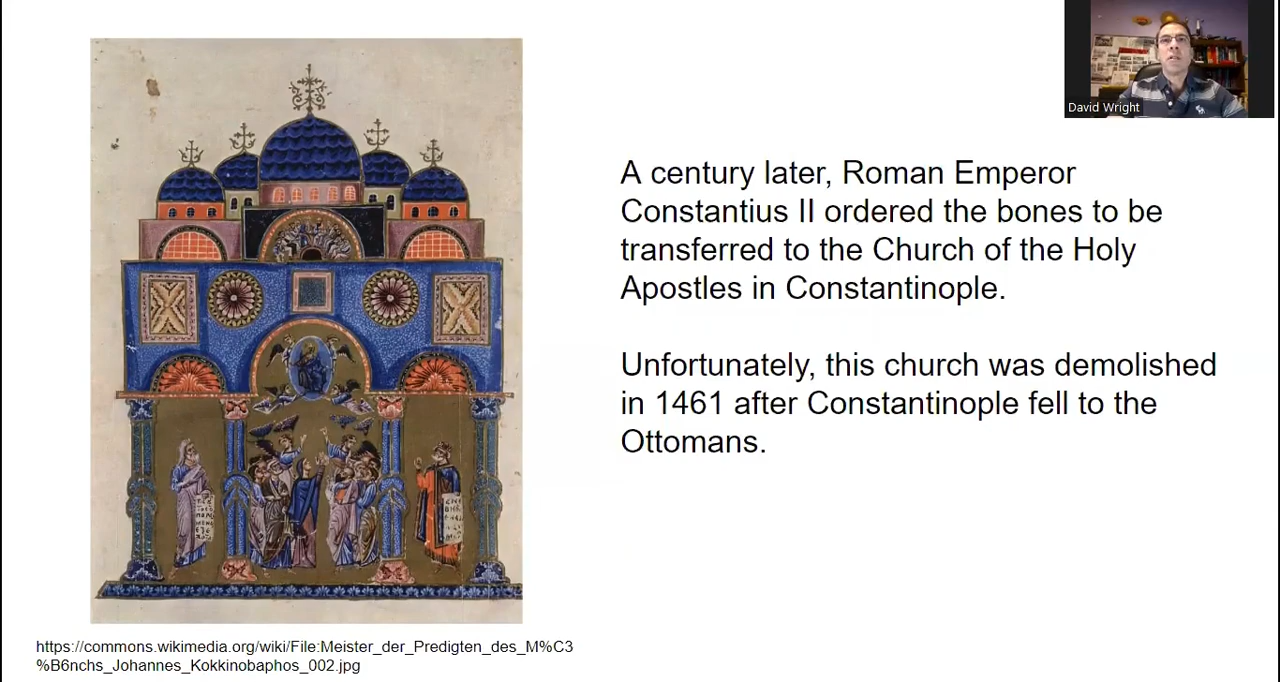 David Wright
A century later, Roman Emperor
Constantius II ordered the bones to be
transferred to the Church of the Holy
Apostles in Constantinople.
Unfortunately, this church was demolished
in 1461 after Constantinople fell to the
Ottomans.
https://commons.wikimedia.org/wiki/File:Meister_der_Predigten_des_M%C3
%B6nchs_Johannes_Kokkinobaphos_002.jpg